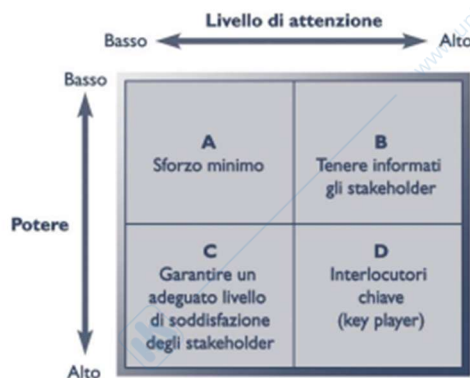 Livello di attenzione
Basso
Alto
Basso
Potere
Alto
A
Sforzo minimo
B
Tenere informati
gli stakeholder
C
Garantire un
adeguato livello
di soddisfazione
degli stakeholder
D
Interlocutori
chiave
(key player)